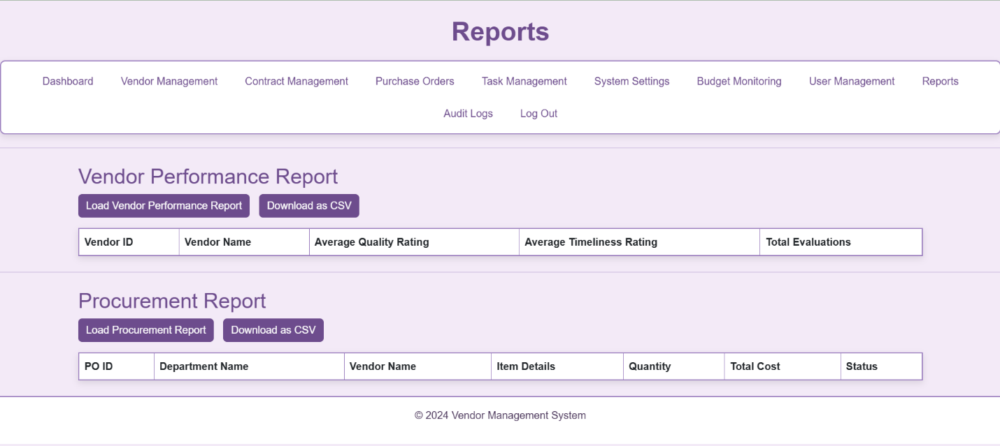 Reports
Dashboard Vendor Management Contract Management Purchase Orders Task Management System Settings Budget Monitoring User Management Reports
Audit Logs Log Out
Vendor Performance Report
Load Vendor Performance Report Download as CSV
Vendor ID Vendor Name Average Quality Rating Average Timeliness Rating Total Evaluations
Procurement Report
Load Procurement Report Download as CSV
PO ID Department Name Vendor Name Item Details Quantity Total Cost Status
© 2024 Vendor Management System